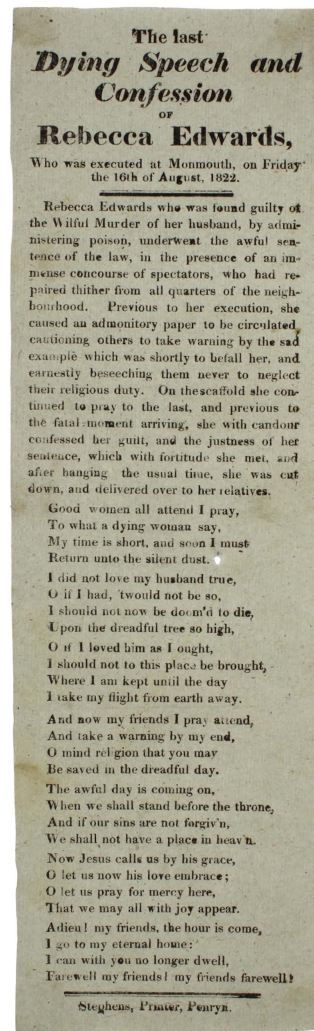 The last
Dying Speech and
Confession
OF
Rebecca Edwards,
Who was executed at Monmouth, on Friday
the 16th of August, 1822.
Rebecca Edwards who was found guilty of
the Wilful Murder of her husband, by admi-
nistering poison, underwent the awful sen-
tence of the law, in the presence of an im-
mense concourse of spectators, who had re-
paired thither from all quarters of the neigh-
bourhood. Previous to her execution, she
caused an admonitory paper to be circulated,
cautioning others to take warning by the sad
example which was shortly to befall her, and
earnestly beseeching them never to neglect
their religious duty. On thescaffold she con-
tinued to pray to the last, and previous to
the fatal moment arriving, she with candour
confessed her guilt, and the justness of her
sentence, which with fortitude she met, and
after hanging the usual time, she was cut
down, and delivered over to her relatives.
Good women all attend I pray,
To what a dying woman say,
My time is short, and soon I must
Return unto the silent dust.
I did not love my husband true,
O if I had, 'twould not be so,
I should not now be doom'd to die,
Upon the dreadful tree so high,
O if I loved him as I ought,
I should not to this place be brought,
Where I am kept until the day
I take my flight from earth away.
And now my friends I pray attend,
And take a warning by my end,
O mind religion that you may
Be saved in the dreadful day.
The awful day is coming on,
When we shall stand before the throne,
And if our sins are not forgiv'n,
We shall not have a place in heav'n.
Now Jesus calls us by his grace,
O let us now his love embrace;
O let us pray for mercy here,
That we may all with joy appear.
Adieu! my friends, the hour is come,
I go to my eternal home:
I can with you no longer dwell,
Farewell my friends! my friends farewell!
Stephens, Printer, Penryn.